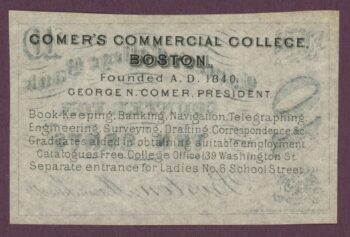 COMER'S COMMERCIAL COLLEGE,
BOSTON.
Founded A.D. 1840.
GEORGE N. COMER, PRESIDENT
Book-Keeping, Banking, Navigation, Telegraphing,
Engineering, Surveying, Drafting, Correspondence, &c
Graduates aided in obtaining suitable employment
Catalogues Free. College Office 139 Washington St.
Separate entrance for Ladies No. 6 School Street